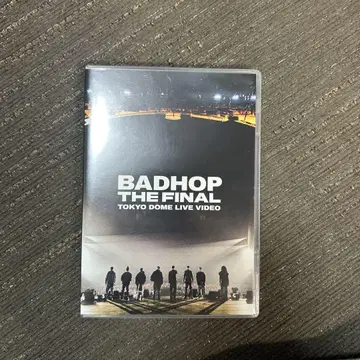 BADHOP
THE FINAL
TOKYO DOME LIVE VIDEO